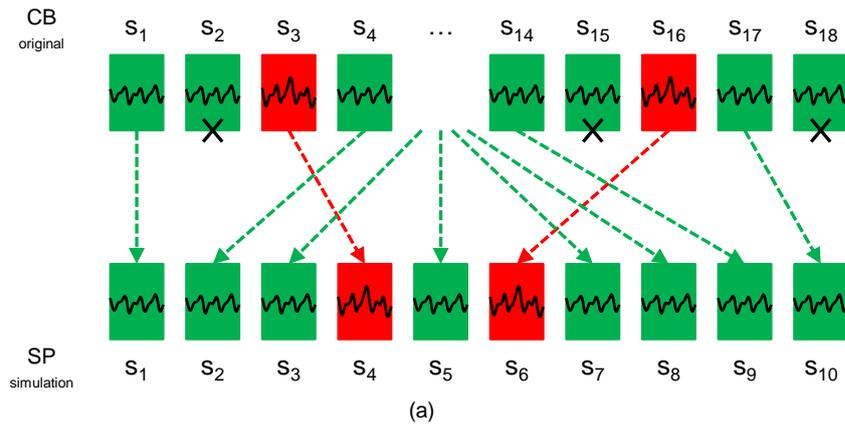 CB
original
S1 S2 S3 S4 ... S14 S15 S16 S17 S18
SP
simulation
S1 S2 S3 S4 S5 S6 S7 S8 S9 S10
(a)